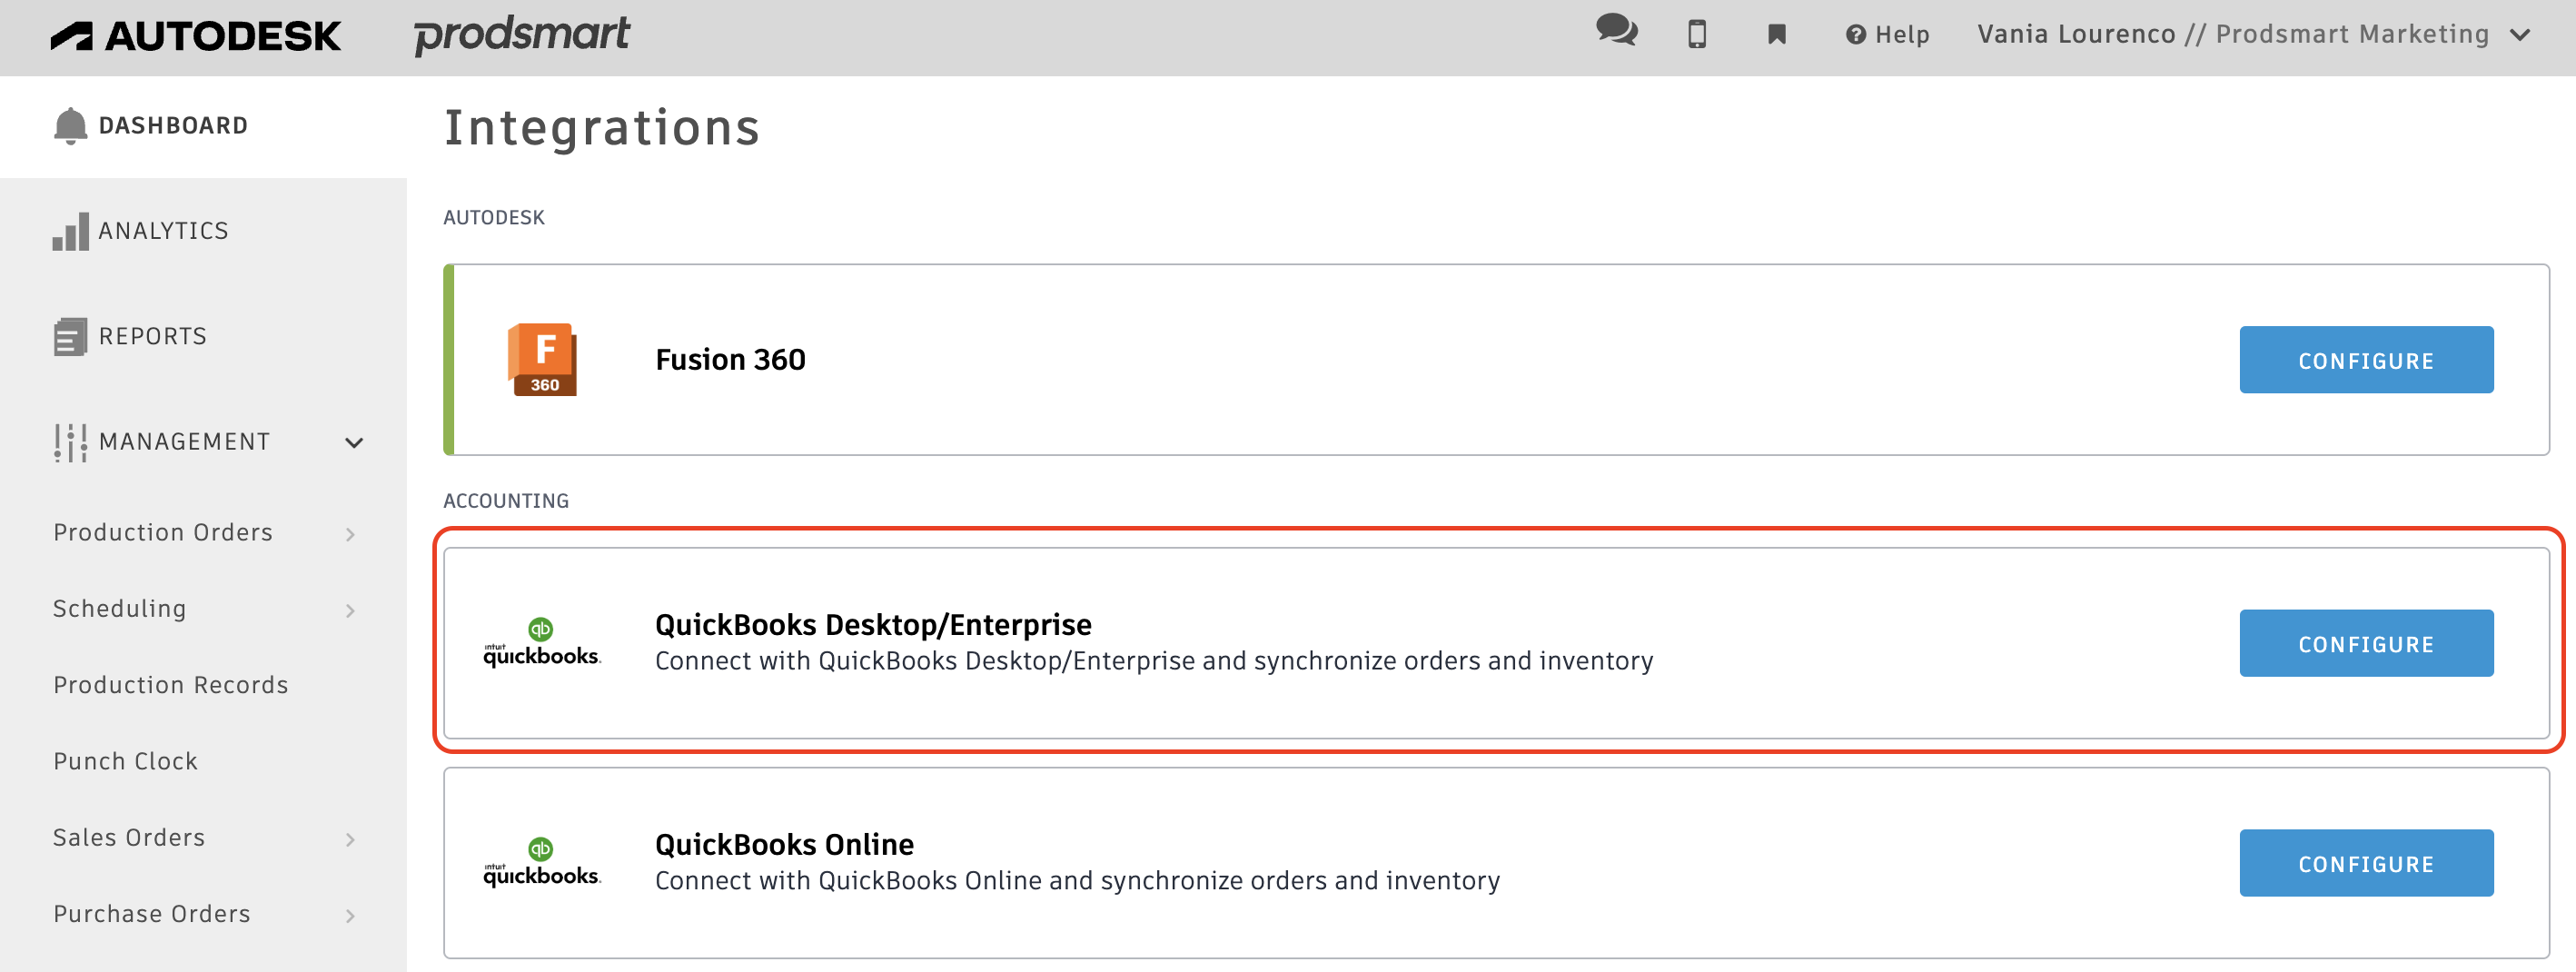 AUTODESK
prodsmart
Help
Vania Lourenco // Prodsmart Marketing
DASHBOARD
ANALYTICS
REPORTS
MANAGEMENT
Production Orders
Scheduling
Production Records
Punch Clock
Sales Orders
Purchase Orders
Integrations
AUTODESK
F
360
Fusion 360
CONFIGURE
ACCOUNTING
qb
intuit
quickbooks.
QuickBooks Desktop/Enterprise
Connect with QuickBooks Desktop/Enterprise and synchronize orders and inventory
CONFIGURE
qb
intuit
quickbooks.
QuickBooks Online
Connect with QuickBooks Online and synchronize orders and inventory
CONFIGURE